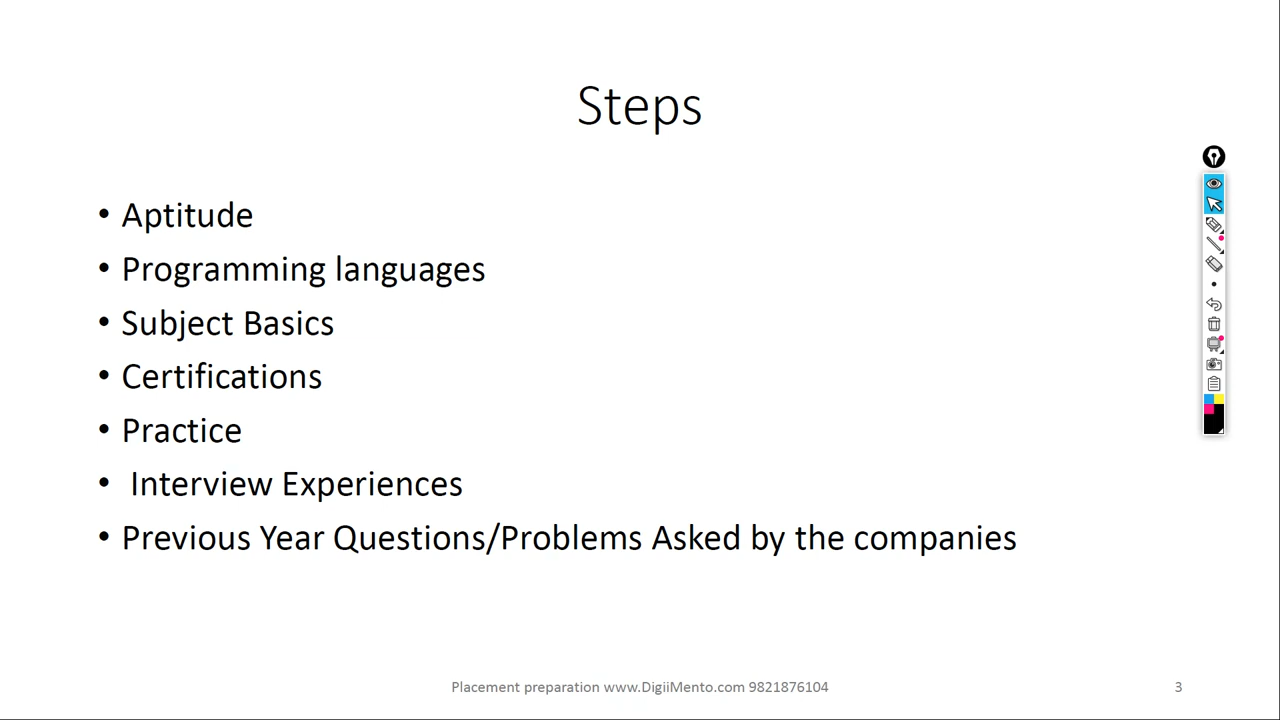 Steps
• Aptitude
• Programming languages
• Subject Basics
• Certifications
• Practice
• Interview Experiences
• Previous Year Questions/Problems Asked by the companies
Placement preparation www.DigiiMento.com 9821876104
3